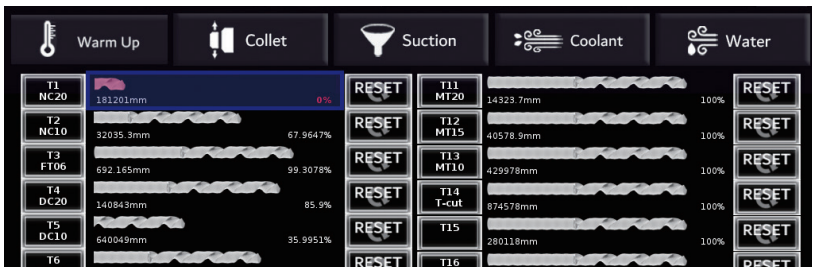 Warm Up
Collet
Suction
Coolant
Water
T1
NC20
181201mm
0%
RESET
T11
MT20
14323.7mm
100%
RESET
T2
NC10
32035.3mm
67.9647%
RESET
T12
MT15
40578.9mm
100%
RESET
T3
FT06
692.165mm
99.3078%
RESET
T13
MT10
429978mm
100%
RESET
T4
DC20
140843mm
85.9%
RESET
T14
T-cut
874578mm
100%
RESET
T5
DC10
640049mm
35.9951%
RESET
T15
280118mm
100%
RESET
T6
RESET
T16
RESET